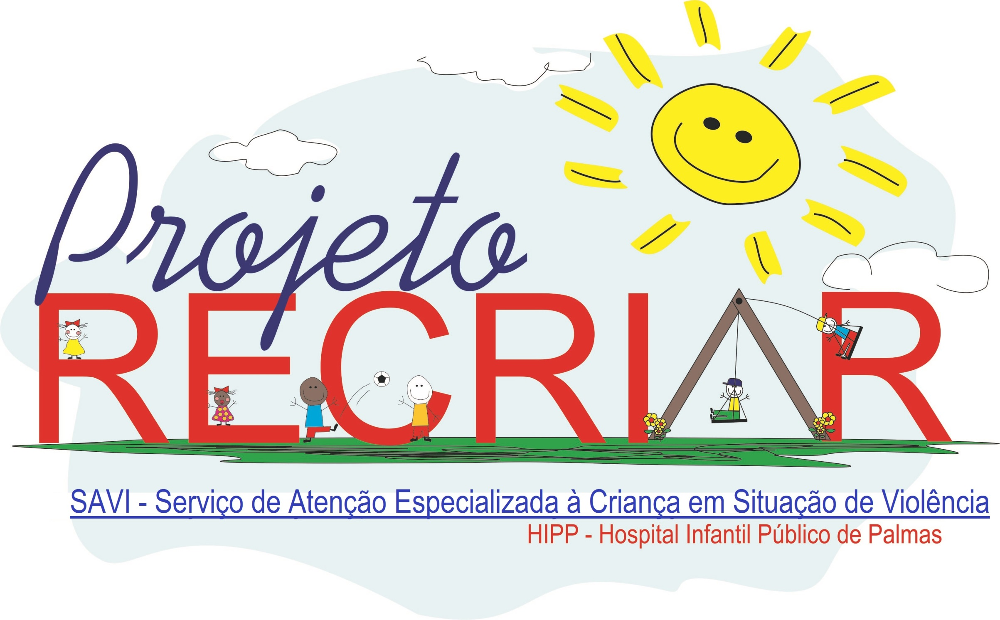 Projeto
RECRIAR
SAVI - Serviço de Atenção Especializada à Criança em Situação de Violência
HIPP - Hospital Infantil Público de Palmas